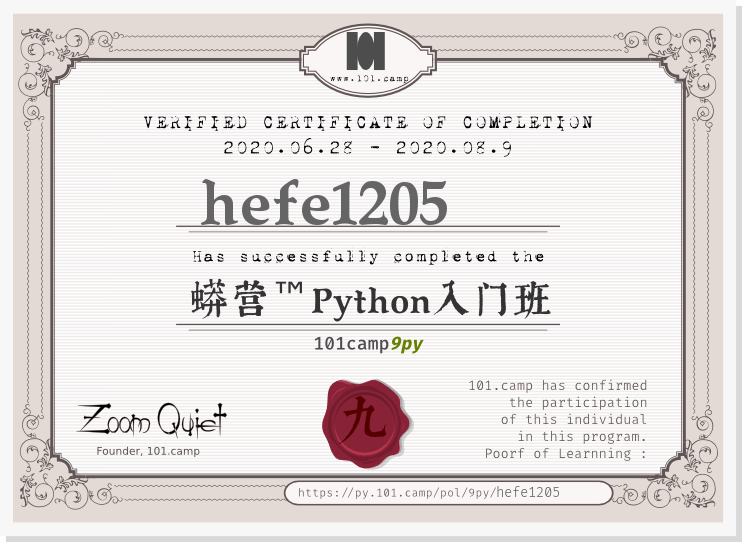 101
www.101.camp
VERIFIED CERTIFICATE OF COMPLETION
2020.06.28 - 2020.08.9
hefe1205
Has successfully completed the
蟒营™Python入门班
101camp9py
101.camp has confirmed
the participation
of this individual
in this program.
Poorf of Learnning :
Zoom Quiet
Founder, 101.camp
九
https://py.101.camp/pol/9py/hefe1205